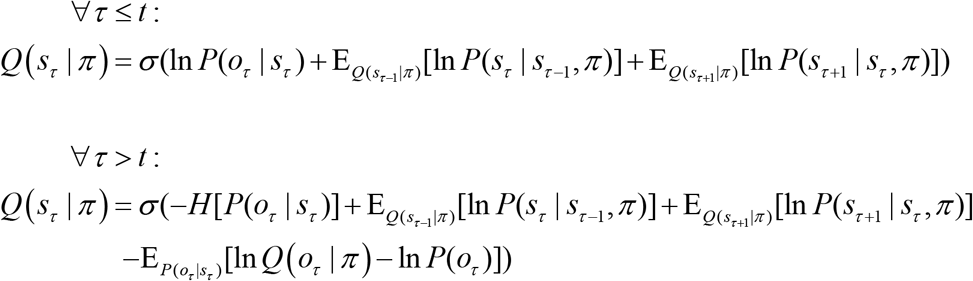 ∀τ ≤ t :
Q(s_τ | π) = σ(ln P(o_τ | s_τ) + E_{Q(s_{τ−1}|π)}[ln P(s_τ | s_{τ−1}, π)] + E_{Q(s_{τ+1}|π)}[ln P(s_{τ+1} | s_τ, π)])
∀τ > t :
Q(s_τ | π) = σ(−H[P(o_τ | s_τ)] + E_{Q(s_{τ−1}|π)}[ln P(s_τ | s_{τ−1}, π)] + E_{Q(s_{τ+1}|π)}[ln P(s_{τ+1} | s_τ, π)]
−E_{P(o_τ|s_τ)}[ln Q(o_τ | π) − ln P(o_τ)])